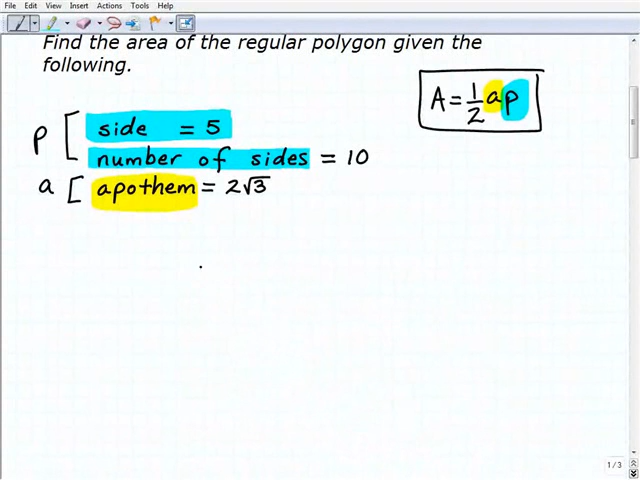 File Edit View Insert Actions Tools Help
Find the area of the regular polygon given the
following.
A = 1/2 ap
p [ side = 5
number of sides = 10
a [ apothem = 2√3
1/3